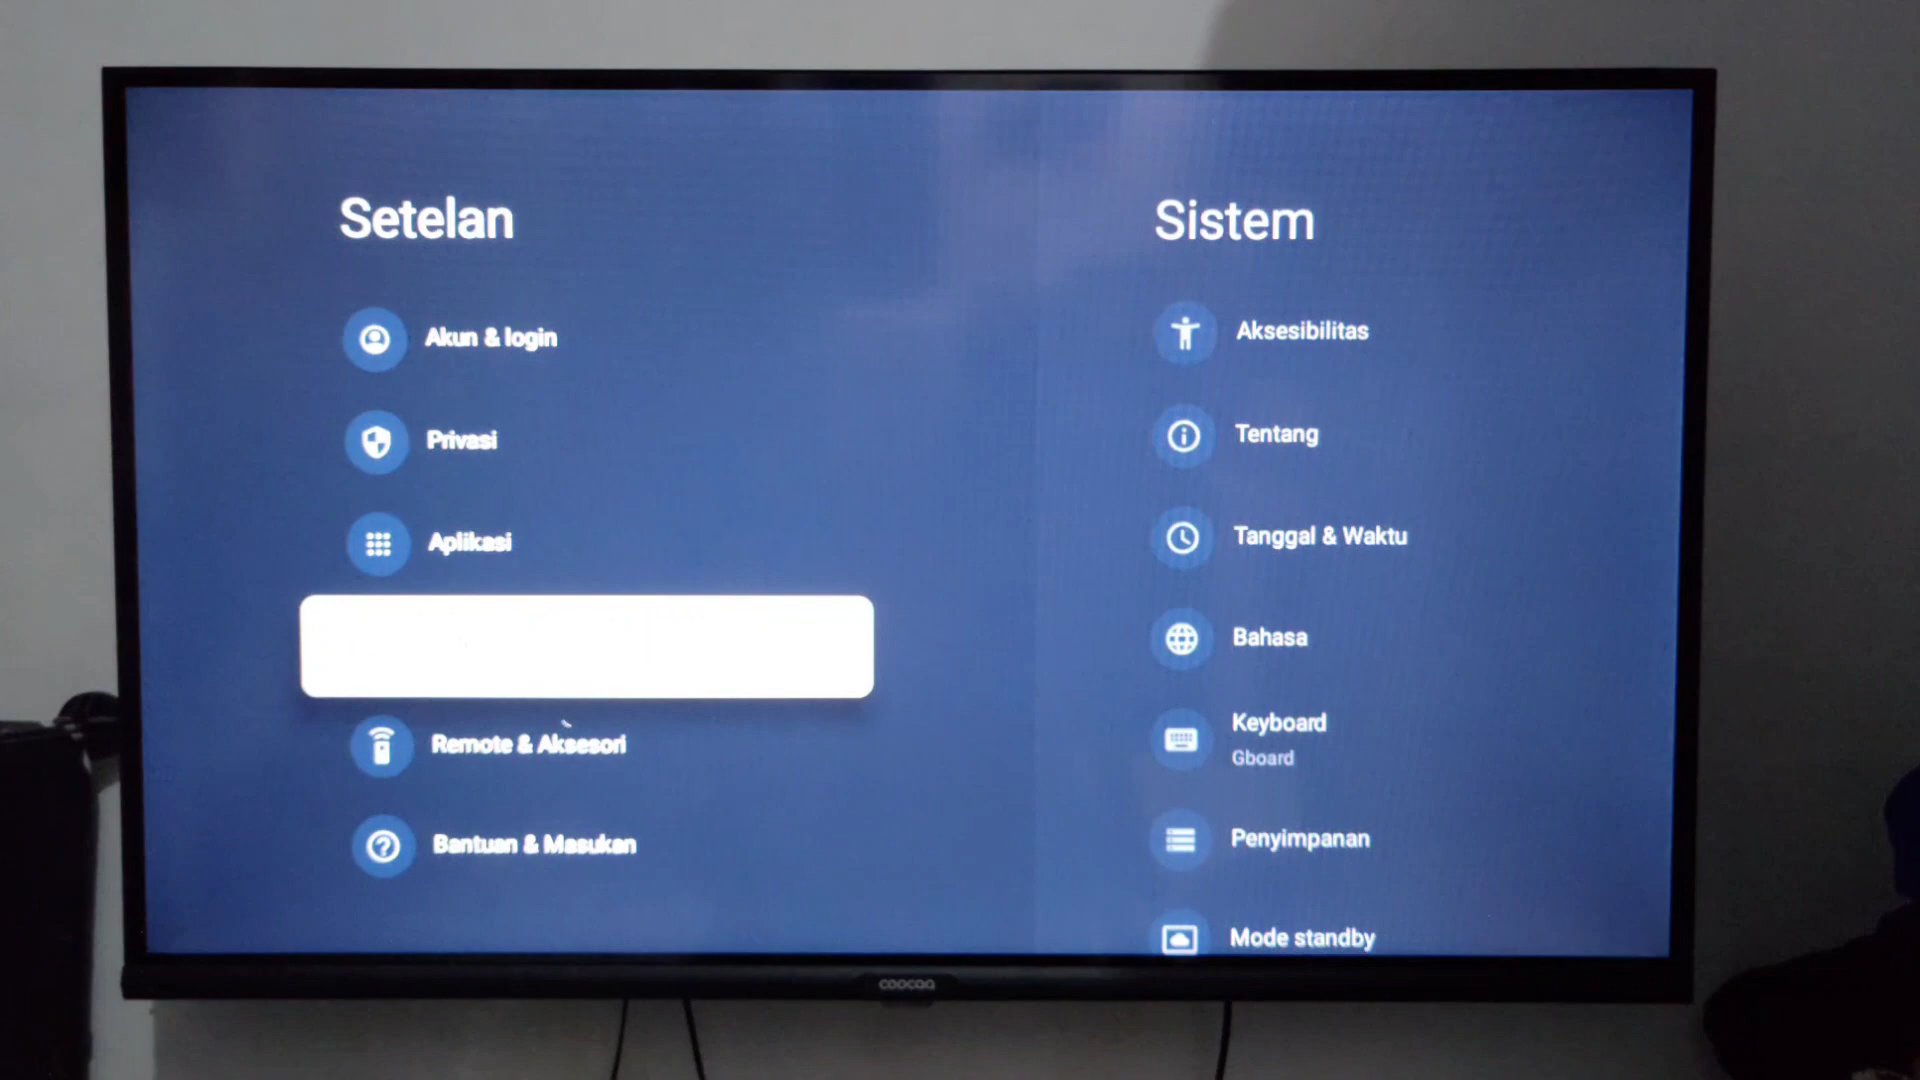 Setelan
Akun & login
Privasi
Aplikasi
Remote & Aksesori
Bantuan & Masukan
Sistem
Aksesibilitas
Tentang
Tanggal & Waktu
Bahasa
Keyboard
Gboard
Penyimpanan
Mode standby
coocaa